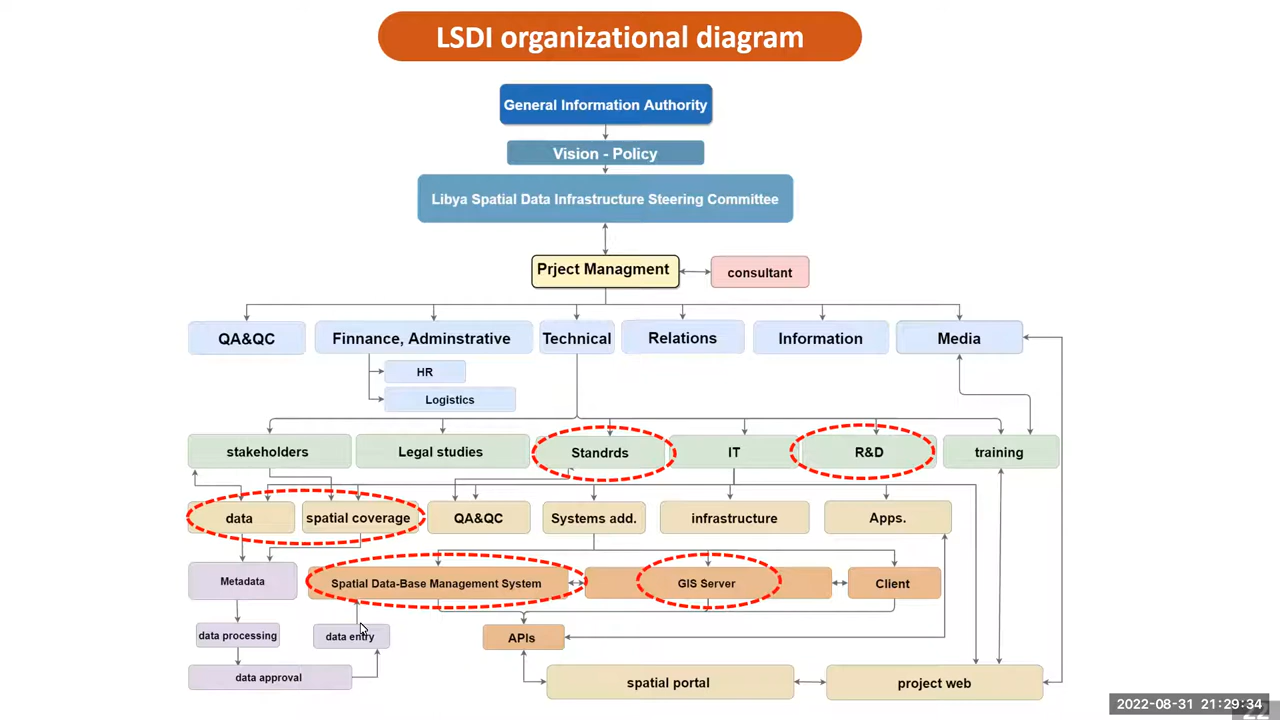 LSDI organizational diagram
General Information Authority
Vision - Policy
Libya Spatial Data Infrastructure Steering Committee
Prject Managment
consultant
QA&QC
Finnance, Adminstrative
Technical
Relations
Information
Media
HR
Logistics
stakeholders
Legal studies
Standrds
IT
R&D
training
data
spatial coverage
QA&QC
Systems add.
infrastructure
Apps.
Metadata
Spatial Data-Base Management System
GIS Server
Client
data processing
data entry
APIs
data approval
spatial portal
project web
2022-08-31 21:29:34
22